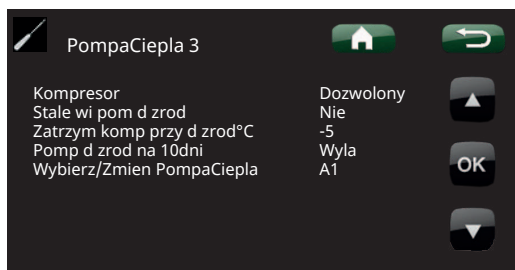 PompaCiepla 3
Kompresor Dozwolony
Stale wi pom d zrod Nie
Zatrzym komp przy d zrod°C -5
Pomp d zrod na 10dni Wyla
Wybierz/Zmien PompaCiepla A1
OK